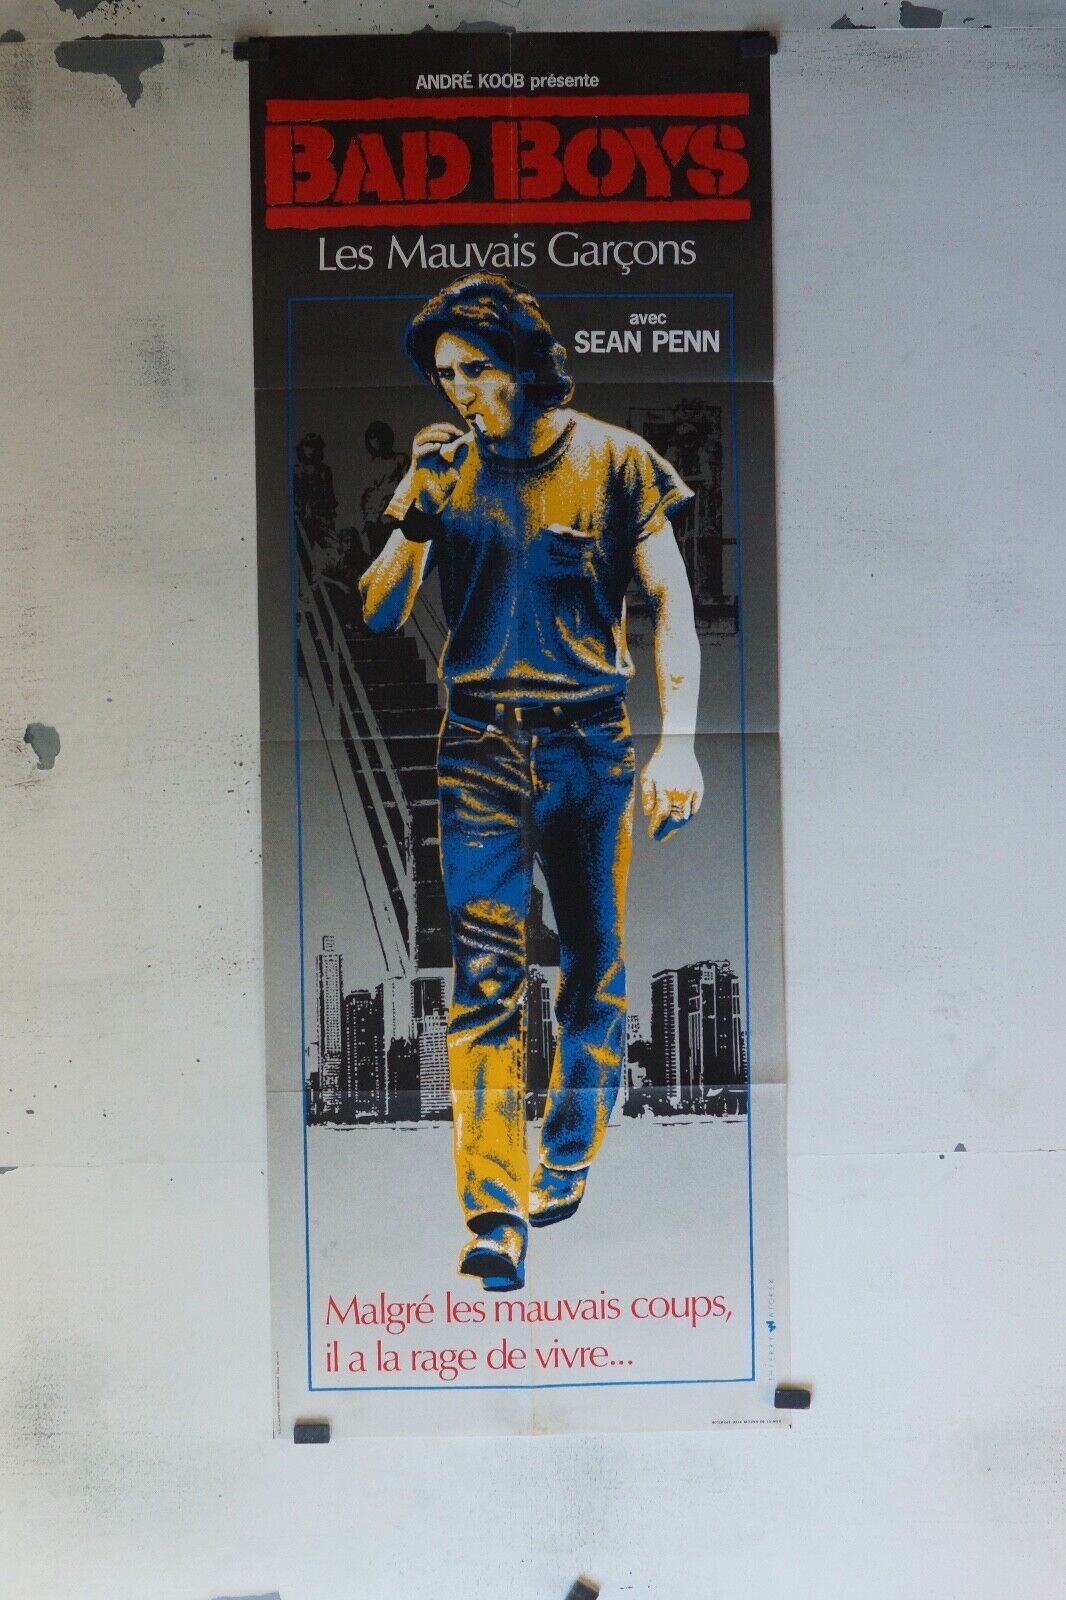 ANDRÉ KOOB présente
BAD BOYS
Les Mauvais Garçons
avec
SEAN PENN
Malgré les mauvais coups,
il a la rage de vivre...
THIERRY